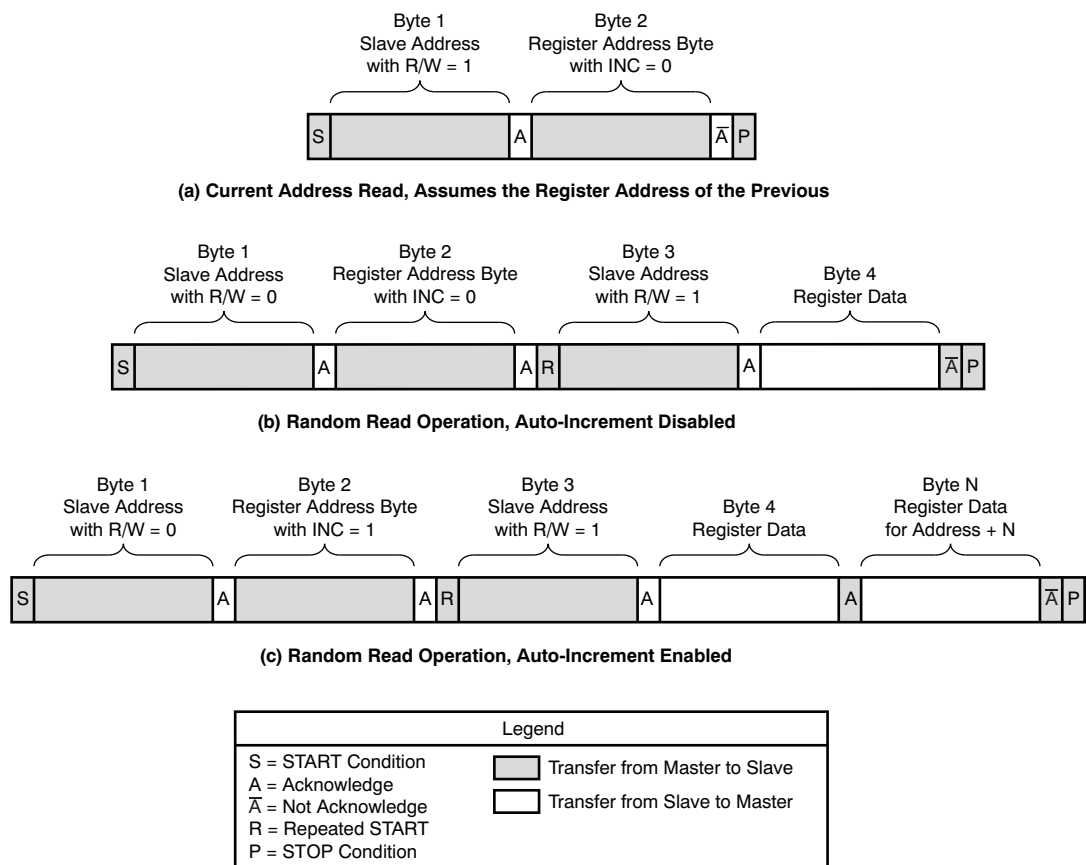 Byte 1
Slave Address
with R/W = 1
Byte 2
Register Address Byte
with INC = 0
S A A̅ P
(a) Current Address Read, Assumes the Register Address of the Previous
Byte 1
Slave Address
with R/W = 0
Byte 2
Register Address Byte
with INC = 0
Byte 3
Slave Address
with R/W = 1
Byte 4
Register Data
S A A R A A̅ P
(b) Random Read Operation, Auto-Increment Disabled
Byte 1
Slave Address
with R/W = 0
Byte 2
Register Address Byte
with INC = 1
Byte 3
Slave Address
with R/W = 1
Byte 4
Register Data
Byte N
Register Data
for Address + N
S A A R A A A̅ P
(c) Random Read Operation, Auto-Increment Enabled
Legend
S = START Condition
A = Acknowledge
A̅ = Not Acknowledge
R = Repeated START
P = STOP Condition
Transfer from Master to Slave
Transfer from Slave to Master